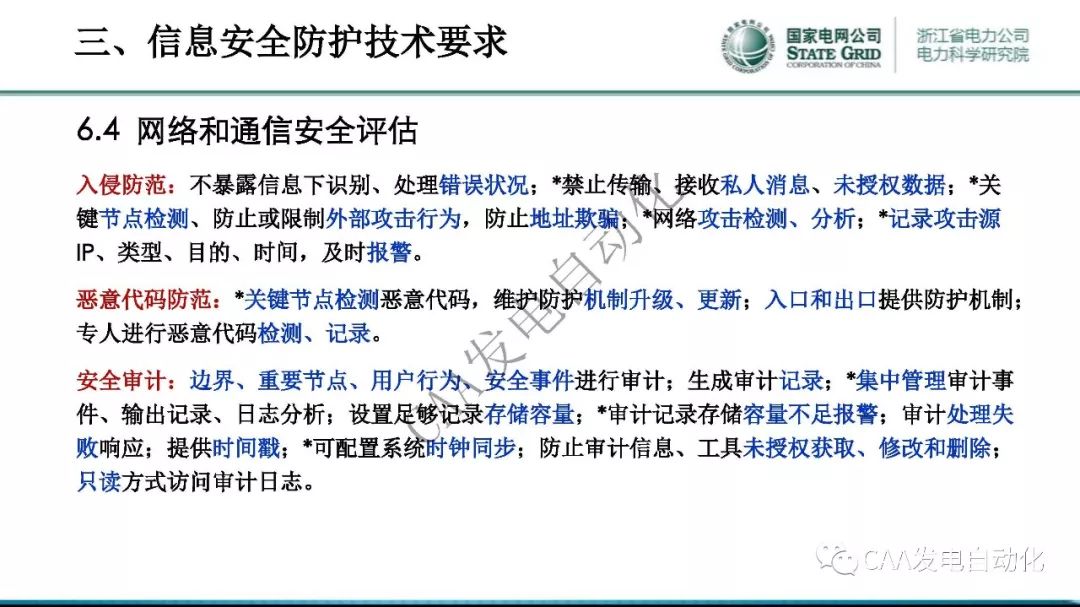 三、信息安全防护技术要求
国家电网公司
STATE GRID
CORPORATION OF CHINA
浙江省电力公司
电力科学研究院
6.4 网络和通信安全评估
入侵防范：不暴露信息下识别、处理错误状况；*禁止传输、接收私人消息、未授权数据；*关
键节点检测、防止或限制外部攻击行为，防止地址欺骗；*网络攻击检测、分析；*记录攻击源
IP、类型、目的、时间，及时报警。
恶意代码防范：*关键节点检测恶意代码，维护防护机制升级、更新；入口和出口提供防护机制；
专人进行恶意代码检测、记录。
安全审计：边界、重要节点、用户行为、安全事件进行审计；生成审计记录；*集中管理审计事
件、输出记录、日志分析；设置足够记录存储容量；*审计记录存储容量不足报警；审计处理失
败响应；提供时间戳；*可配置系统时钟同步；防止审计信息、工具未授权获取、修改和删除；
只读方式访问审计日志。
CAA发电自动化
CAA发电自动化